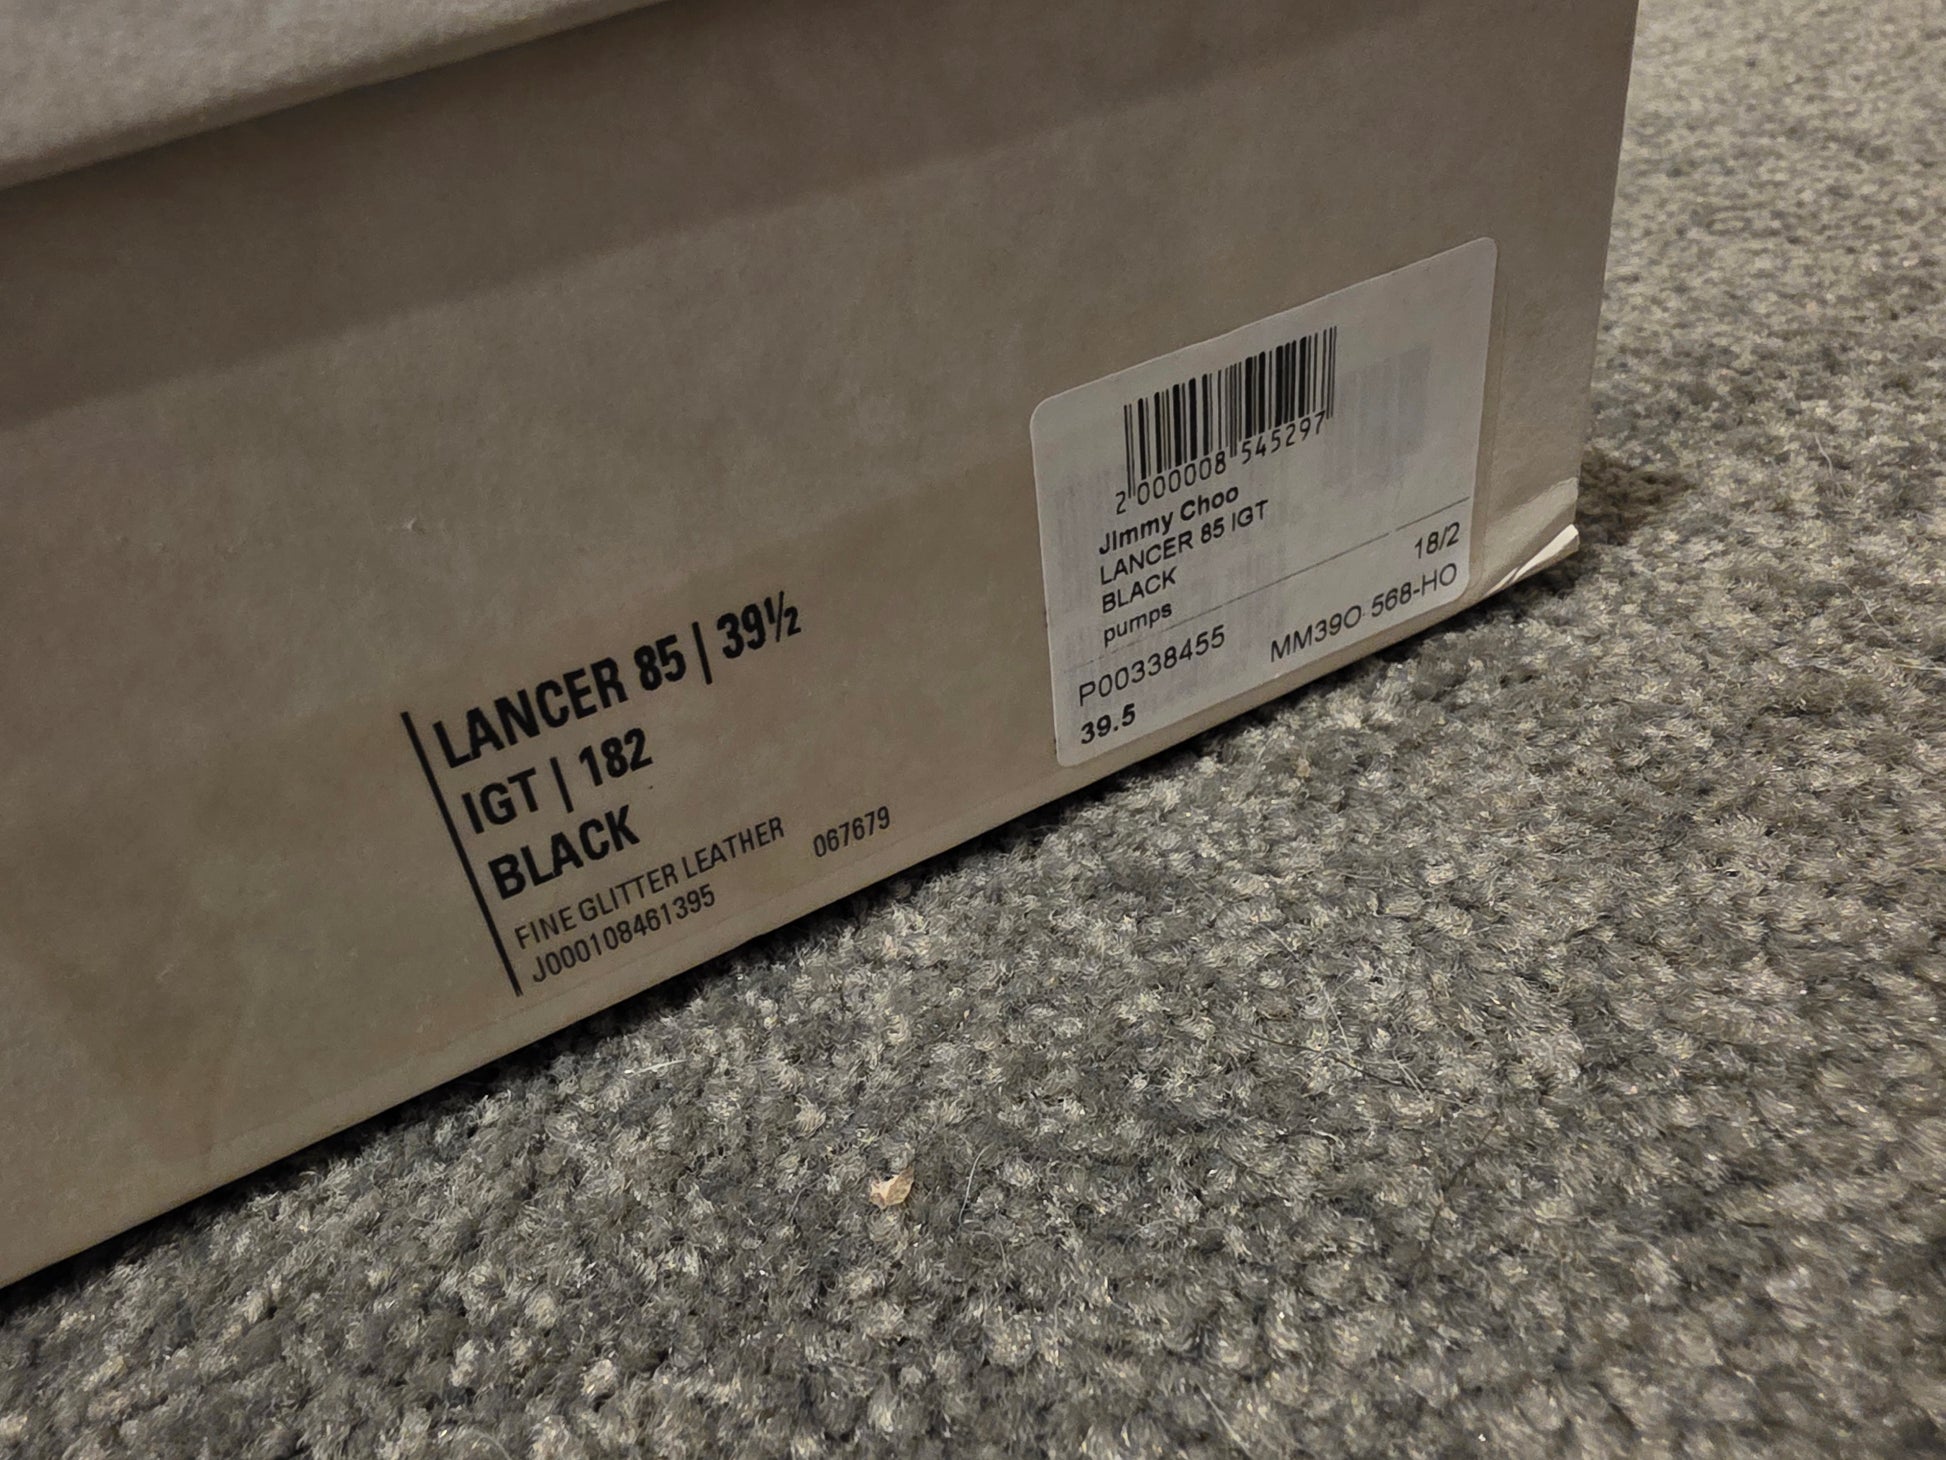 LANCER 85 | 39½
IGT | 182
BLACK
FINE GLITTER LEATHER 067679
J000108461395
2 000008 545297
Jimmy Choo
LANCER 85 IGT
BLACK
pumps
18/2
P00338455 MM39O 568-HO
39.5